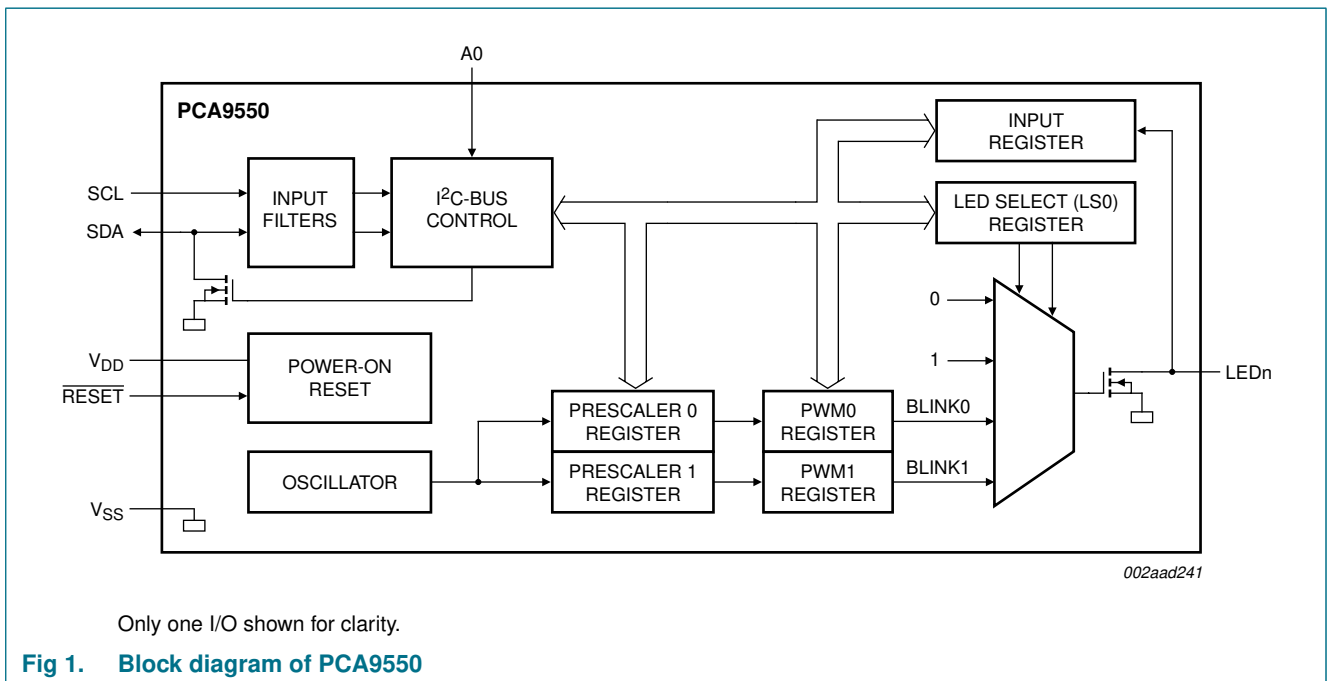 A0
PCA9550
SCL
SDA
INPUT
FILTERS
I2C-BUS
CONTROL
INPUT
REGISTER
LED SELECT (LS0)
REGISTER
0
1
VDD
RESET
POWER-ON
RESET
LEDn
PRESCALER 0
REGISTER
PWM0
REGISTER
BLINK0
OSCILLATOR
PRESCALER 1
REGISTER
PWM1
REGISTER
BLINK1
VSS
002aad241
Only one I/O shown for clarity.
Fig 1. Block diagram of PCA9550